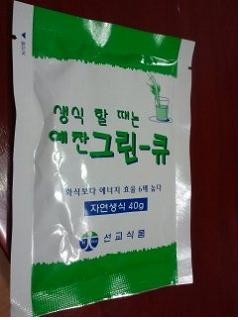 생식 할 때는
예찬그린-큐
화식보다 에너지 효율 6배 높다
자연생식 40g
선교식품